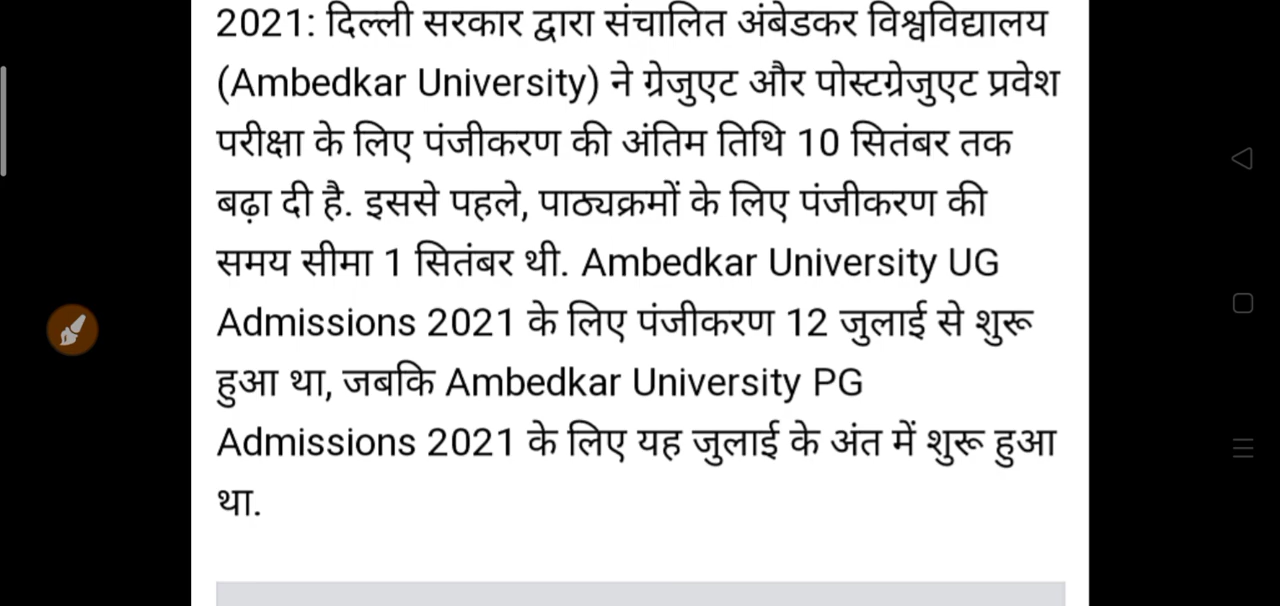 2021: दिल्ली सरकार द्वारा संचालित अंबेडकर विश्वविद्यालय
(Ambedkar University) ने ग्रेजुएट और पोस्टग्रेजुएट प्रवेश
परीक्षा के लिए पंजीकरण की अंतिम तिथि 10 सितंबर तक
बढ़ा दी है. इससे पहले, पाठ्यक्रमों के लिए पंजीकरण की
समय सीमा 1 सितंबर थी. Ambedkar University UG
Admissions 2021 के लिए पंजीकरण 12 जुलाई से शुरू
हुआ था, जबकि Ambedkar University PG
Admissions 2021 के लिए यह जुलाई के अंत में शुरू हुआ
था.